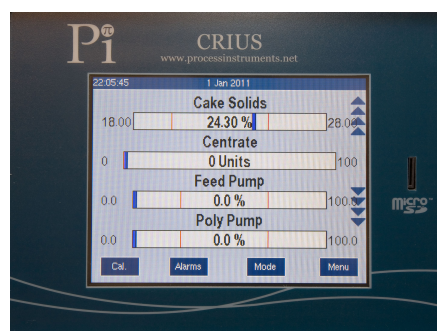 Pi
CRIUS
www.processinstruments.net
22:05:45 1 Jan 2011
Cake Solids
18.00 24.30 % 28.00
Centrate
0 0 Units 100
Feed Pump
0.0 0.0 % 100.0
Poly Pump
0.0 0.0 % 100.0
Cal. Alarms Mode Menu
micro SD